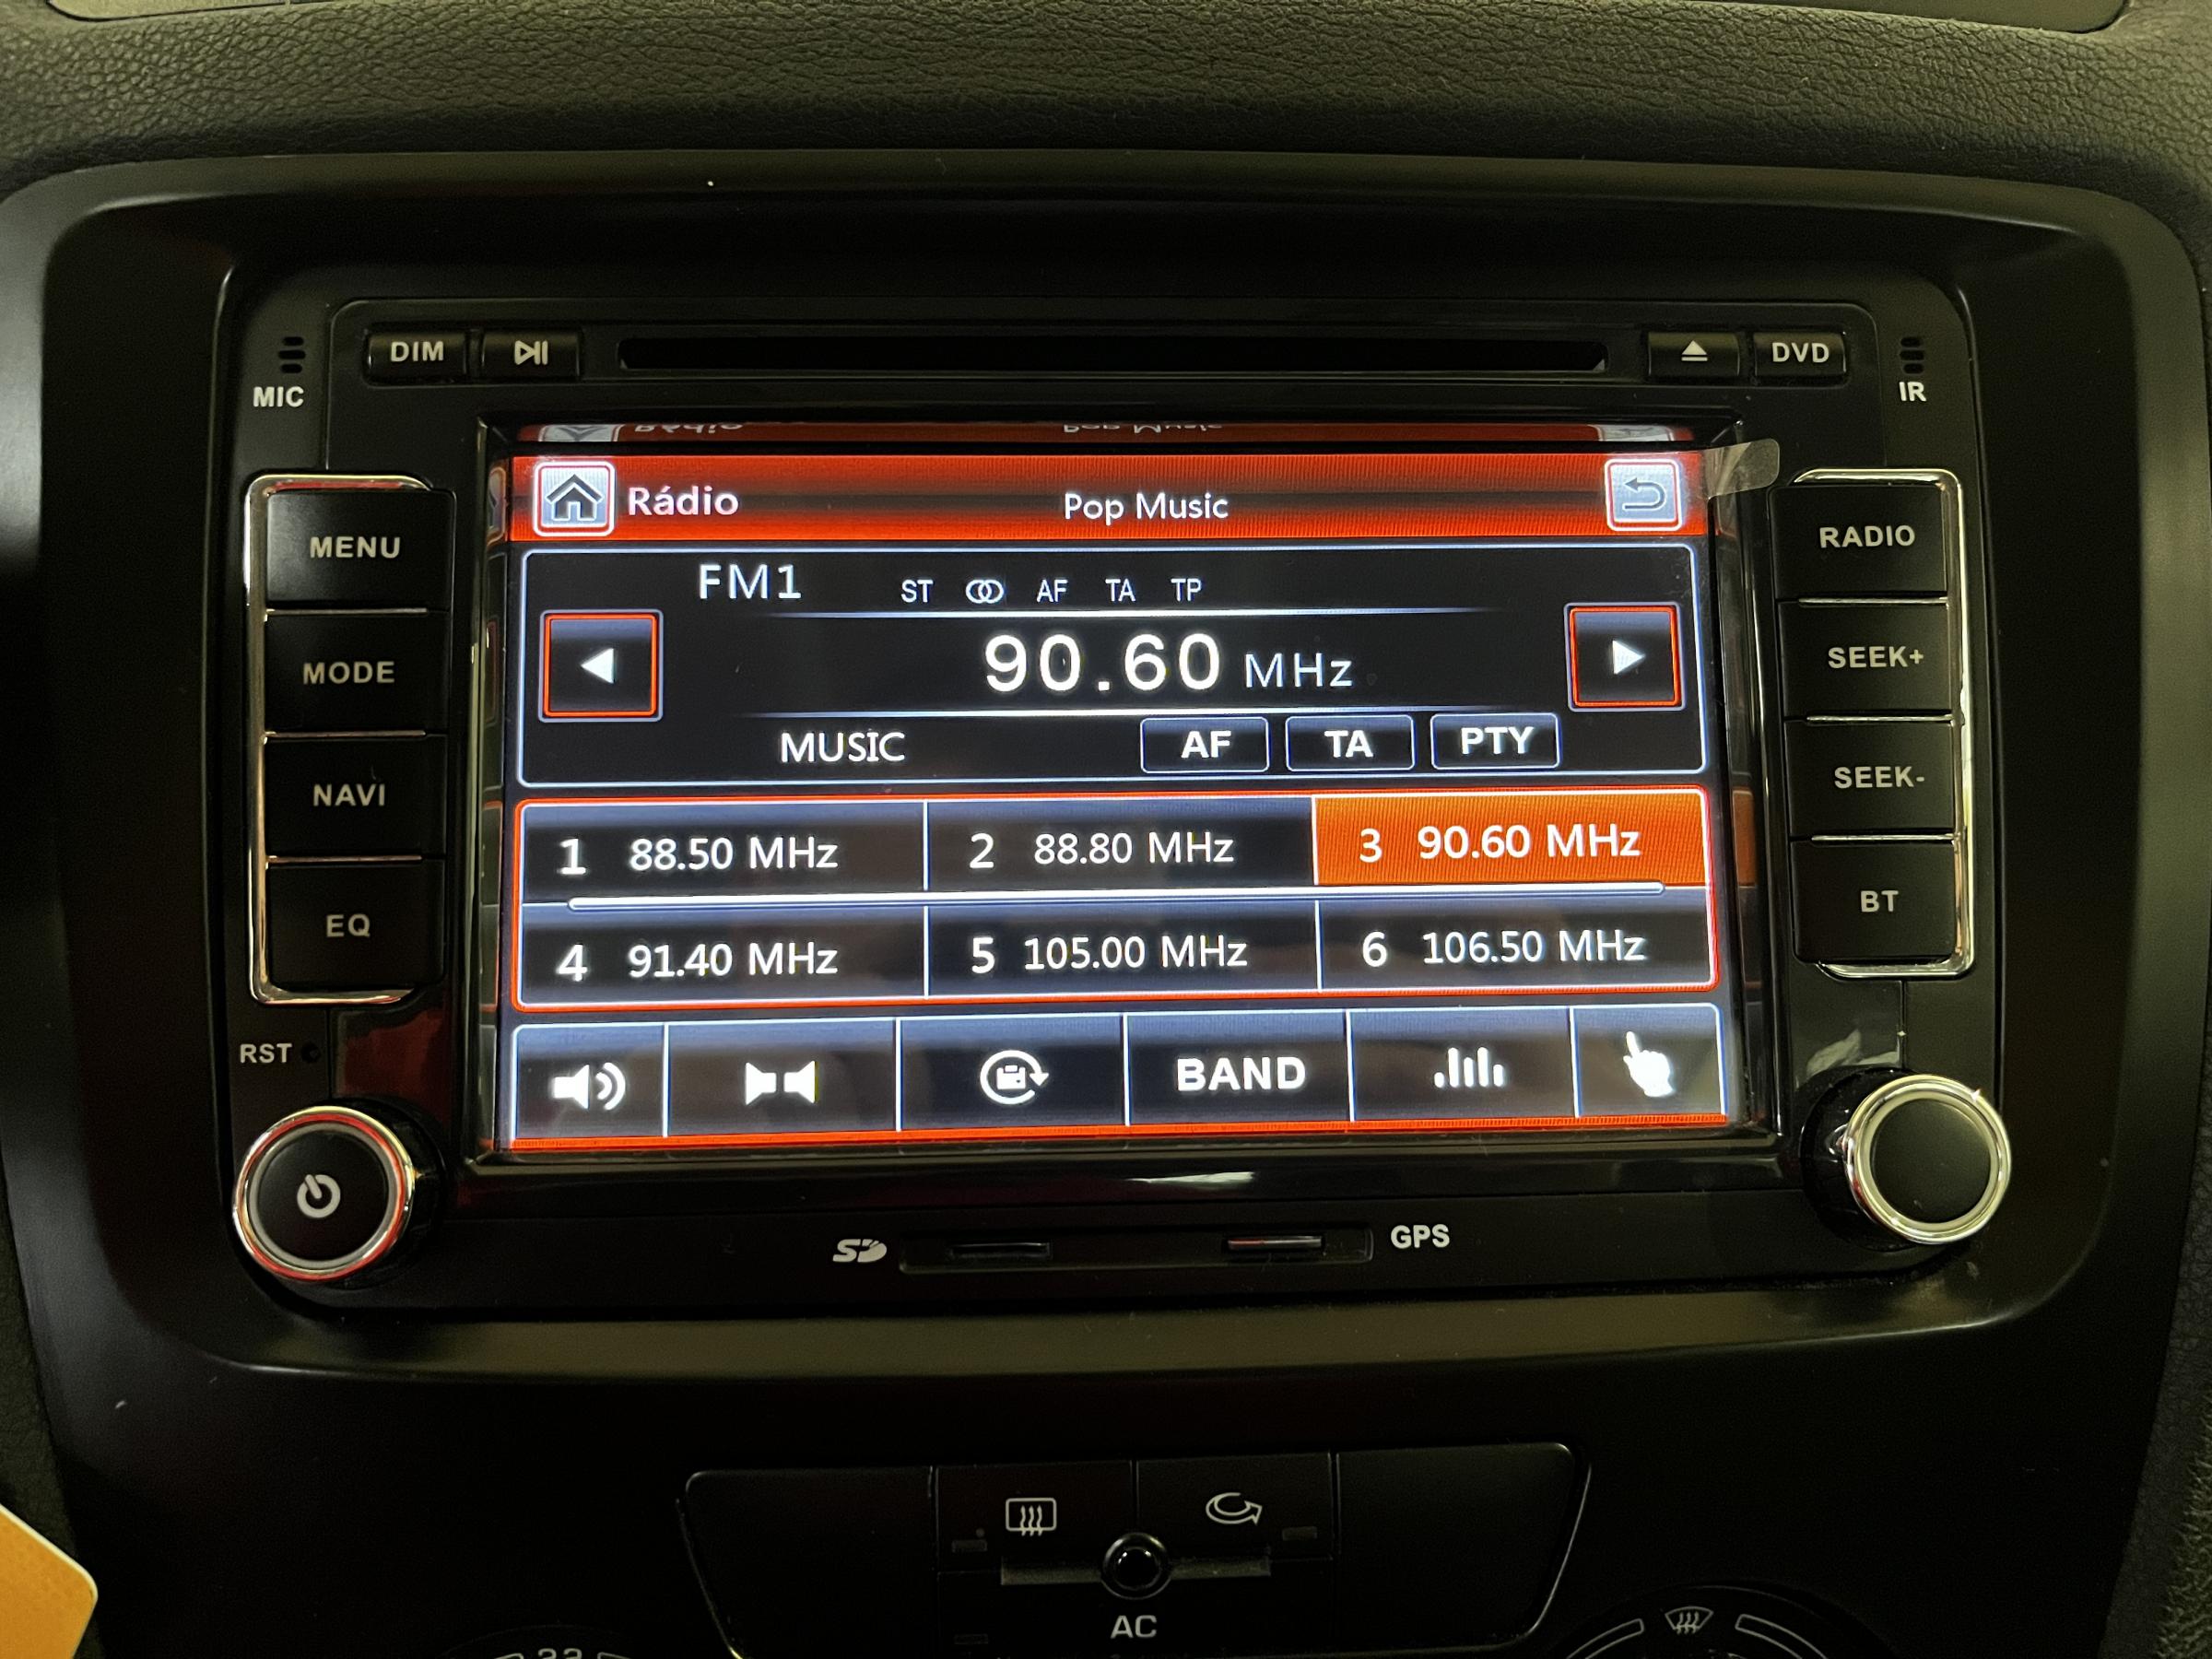 DIM
DVD
MIC
IR
Rádio Pop Music
MENU
MODE
NAVI
EQ
RST
FM1 ST AF TA TP
90.60 MHz
MUSIC AF TA PTY
1 88.50 MHz 2 88.80 MHz 3 90.60 MHz
4 91.40 MHz 5 105.00 MHz 6 106.50 MHz
BAND
RADIO
SEEK+
SEEK-
BT
SD GPS
AC